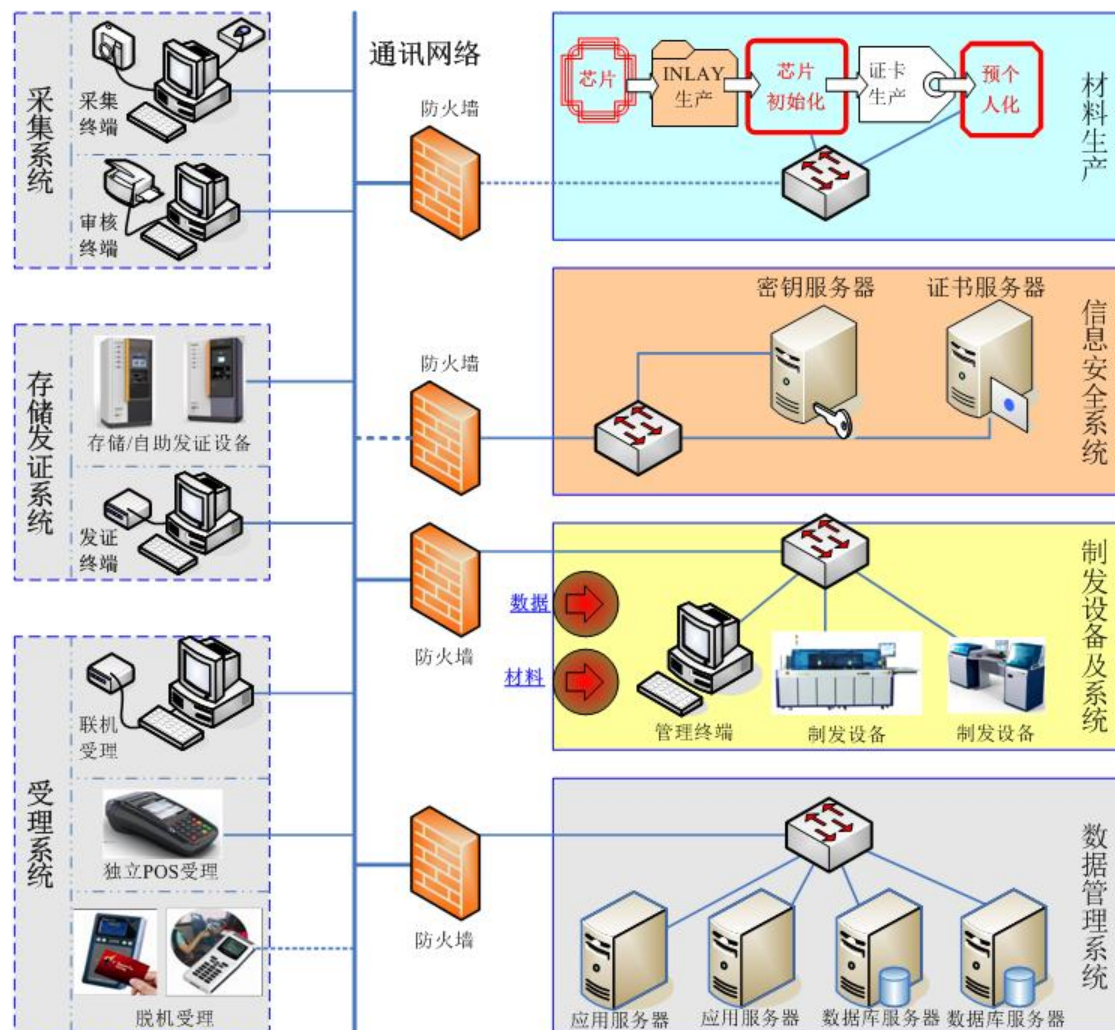 采集系统
采集
终端
审核
终端
存储发证系统
存储/自助发证设备
发证
终端
受理系统
联机
受理
独立POS受理
脱机受理
通讯网络
防火墙
防火墙
防火墙
防火墙
材料生产
芯片
INLAY
生产
芯片
初始化
证卡
生产
预个
人化
信息安全系统
密钥服务器
证书服务器
制发设备及系统
数据
材料
管理终端
制发设备
制发设备
数据管理系统
应用服务器
应用服务器
数据库服务器
数据库服务器